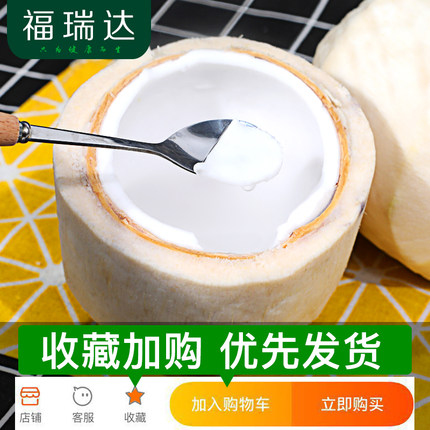 福瑞达
收藏加购 优先发货
店铺
客服
收藏
加入购物车
立即购买